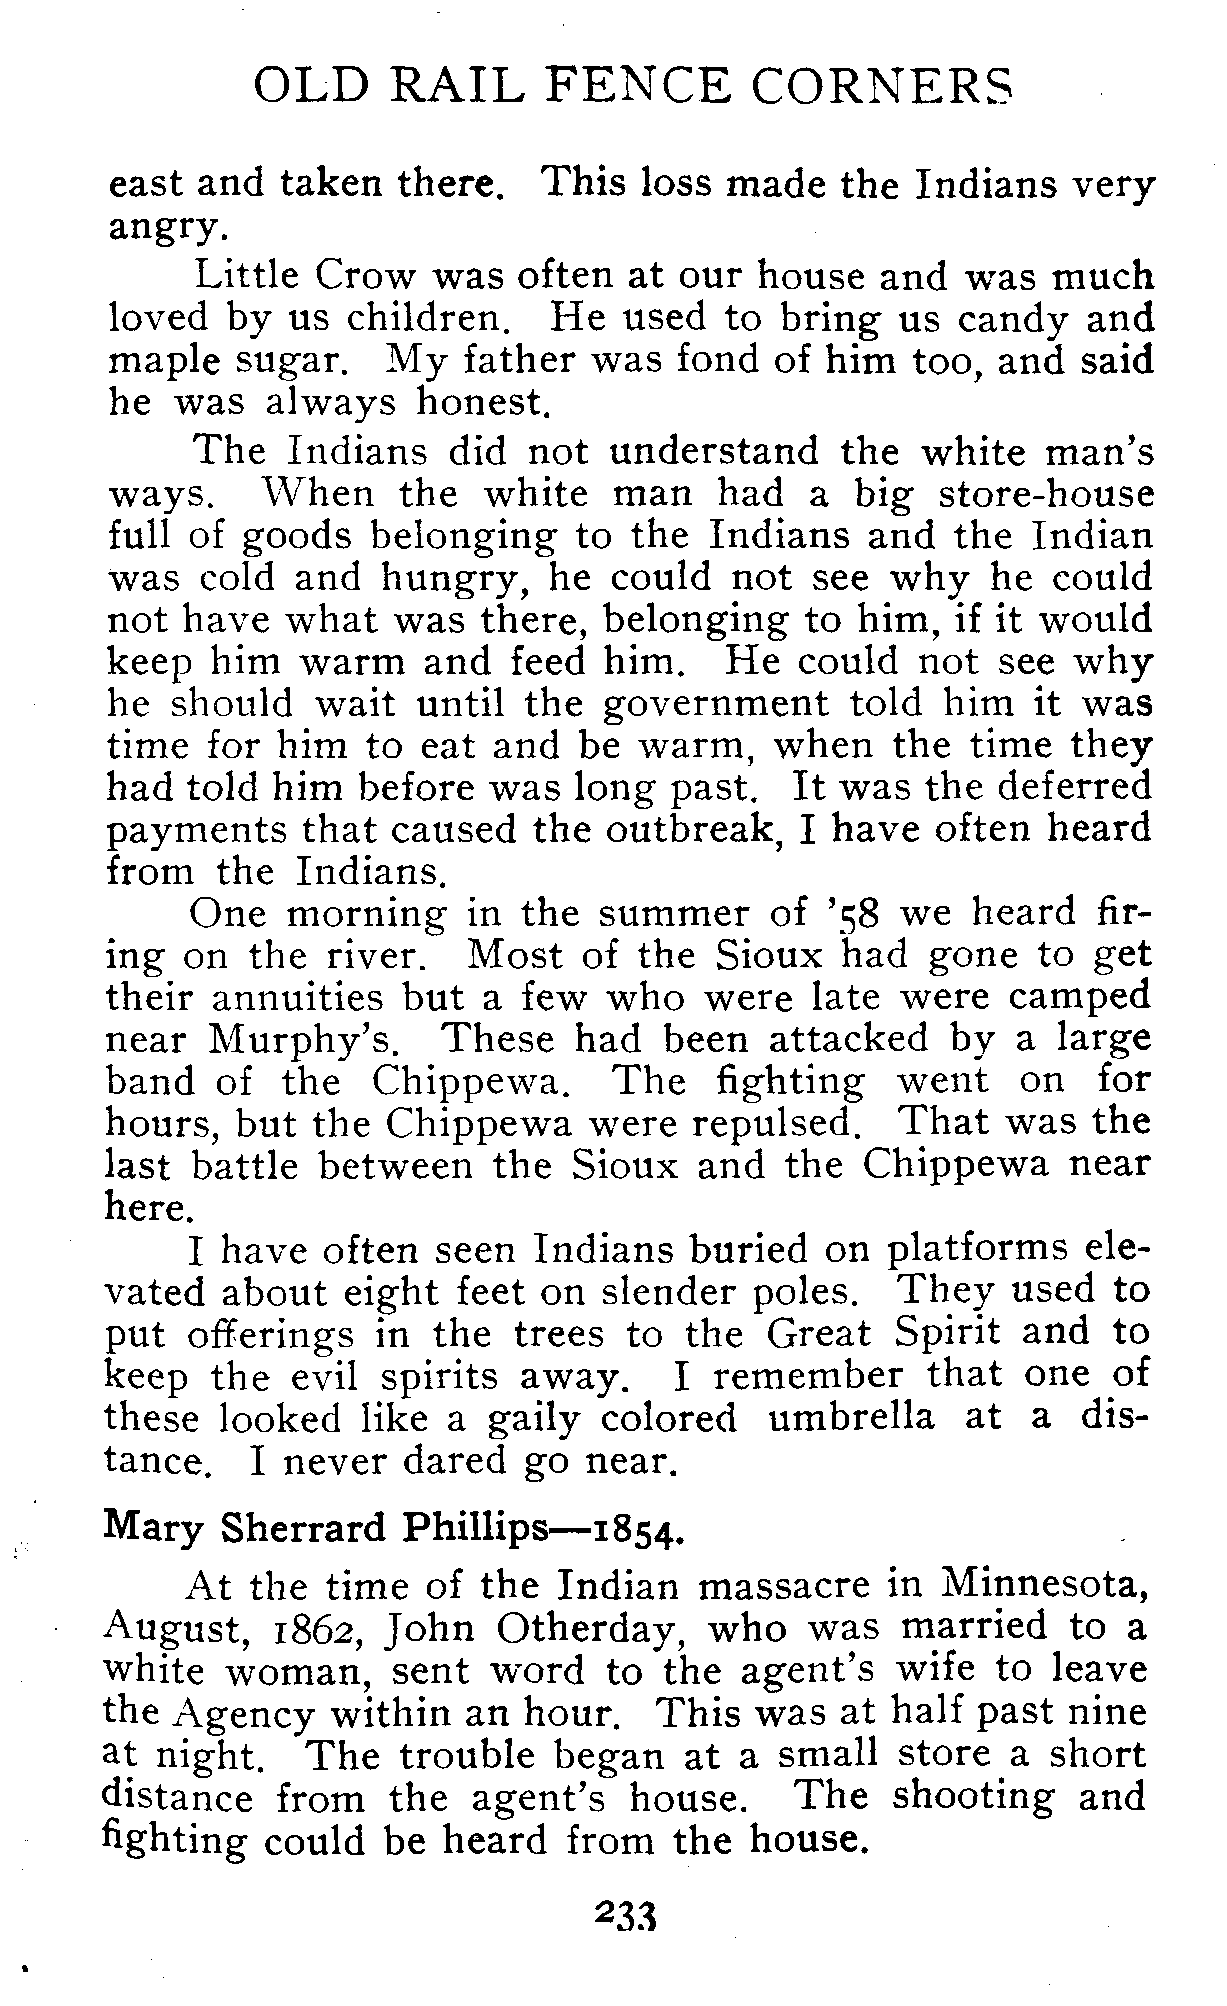 OLD RAIL FENCE CORNERS
east and taken there. This loss made the Indians very
angry.
Little Crow was often at our house and was much
loved by us children. He used to bring us candy and
maple sugar. My father was fond of him too, and said
he was always honest.
The Indians did not understand the white man's
ways. When the white man had a big store-house
full of goods belonging to the Indians and the Indian
was cold and hungry, he could not see why he could
not have what was there, belonging to him, if it would
keep him warm and feed him. He could not see why
he should wait until the government told him it was
time for him to eat and be warm, when the time they
had told him before was long past. It was the deferred
payments that caused the outbreak, I have often heard
from the Indians.
One morning in the summer of '58 we heard fir-
ing on the river. Most of the Sioux had gone to get
their annuities but a few who were late were camped
near Murphy's. These had been attacked by a large
band of the Chippewa. The fighting went on for
hours, but the Chippewa were repulsed. That was the
last battle between the Sioux and the Chippewa near
here.
I have often seen Indians buried on platforms ele-
vated about eight feet on slender poles. They used to
put offerings in the trees to the Great Spirit and to
keep the evil spirits away. I remember that one of
these looked like a gaily colored umbrella at a dis-
tance. I never dared go near.
Mary Sherrard Phillips—1854.
At the time of the Indian massacre in Minnesota,
August, 1862, John Otherday, who was married to a
white woman, sent word to the agent's wife to leave
the Agency within an hour. This was at half past nine
at night. The trouble began at a small store a short
distance from the agent's house. The shooting and
fighting could be heard from the house.
233